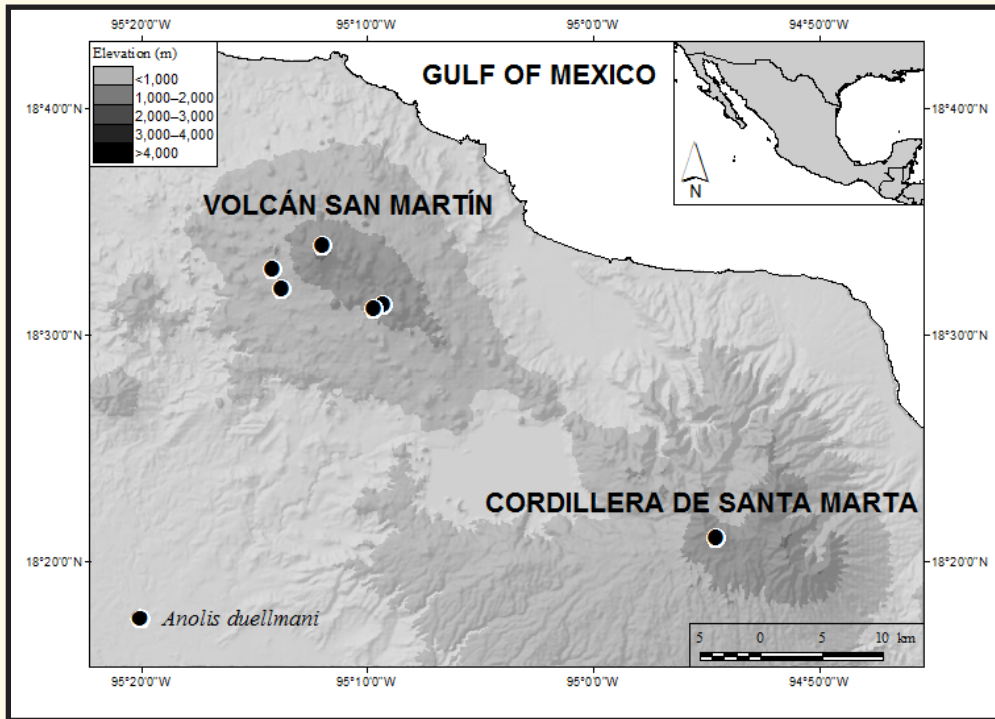 95°20'0"W 95°10'0"W 95°0'0"W 94°50'0"W
Elevation (m)
<1,000
1,000–2,000
2,000–3,000
3,000–4,000
>4,000
GULF OF MEXICO
N
18°40'0"N 18°40'0"N
VOLCÁN SAN MARTÍN
18°30'0"N 18°30'0"N
CORDILLERA DE SANTA MARTA
18°20'0"N 18°20'0"N
Anolis duellmani
5 0 5 10 km
95°20'0"W 95°10'0"W 95°0'0"W 94°50'0"W